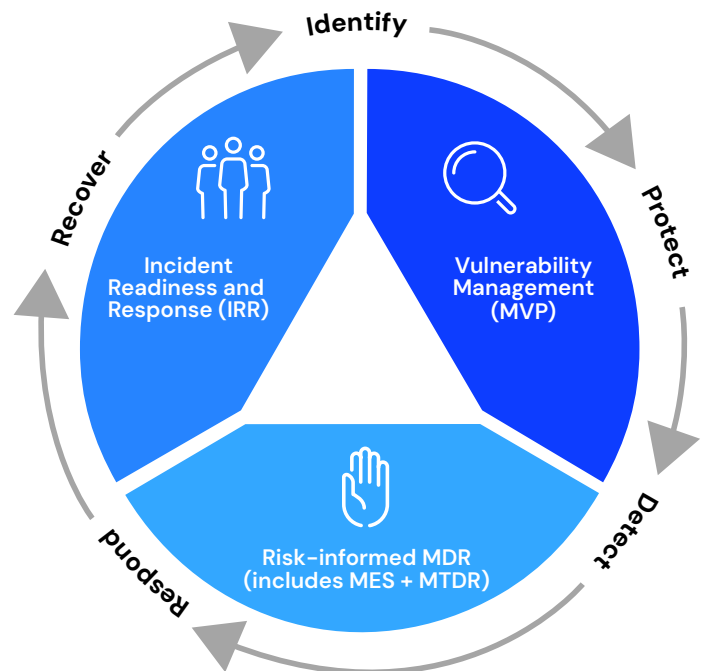 Identify
Protect
Detect
Respond
Recover
Incident
Readiness and
Response (IRR)
Vulnerability
Management
(MVP)
Risk-informed MDR
(includes MES + MTDR)